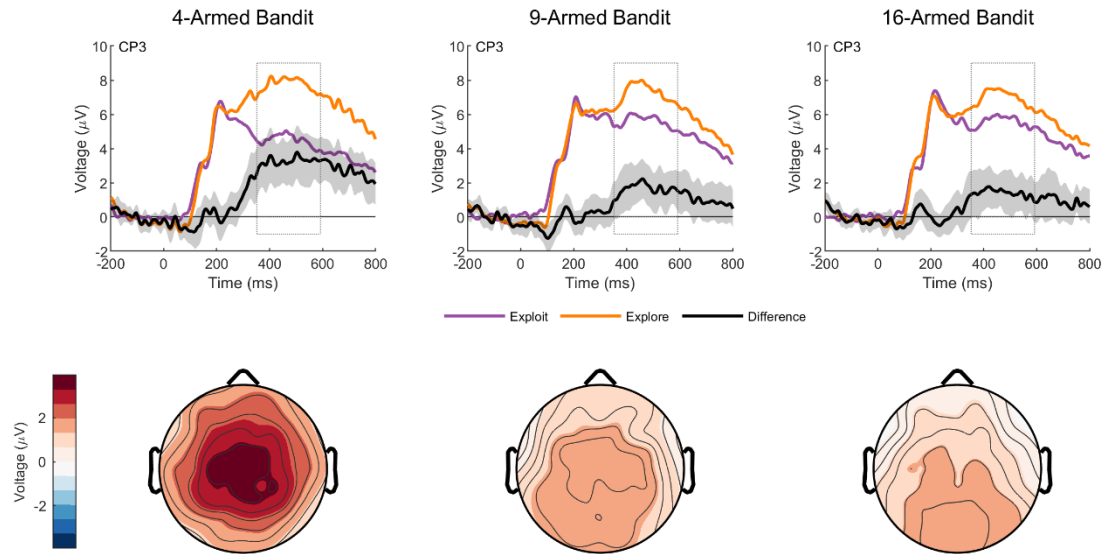 4-Armed Bandit
9-Armed Bandit
16-Armed Bandit
10
8
6
4
2
0
-2
CP3
Voltage (μV)
-200
0
200
400
600
800
Time (ms)
10
8
6
4
2
0
-2
CP3
Voltage (μV)
-200
0
200
400
600
800
Time (ms)
10
8
6
4
2
0
-2
CP3
Voltage (μV)
-200
0
200
400
600
800
Time (ms)
Exploit
Explore
Difference
2
0
-2
Voltage (μV)